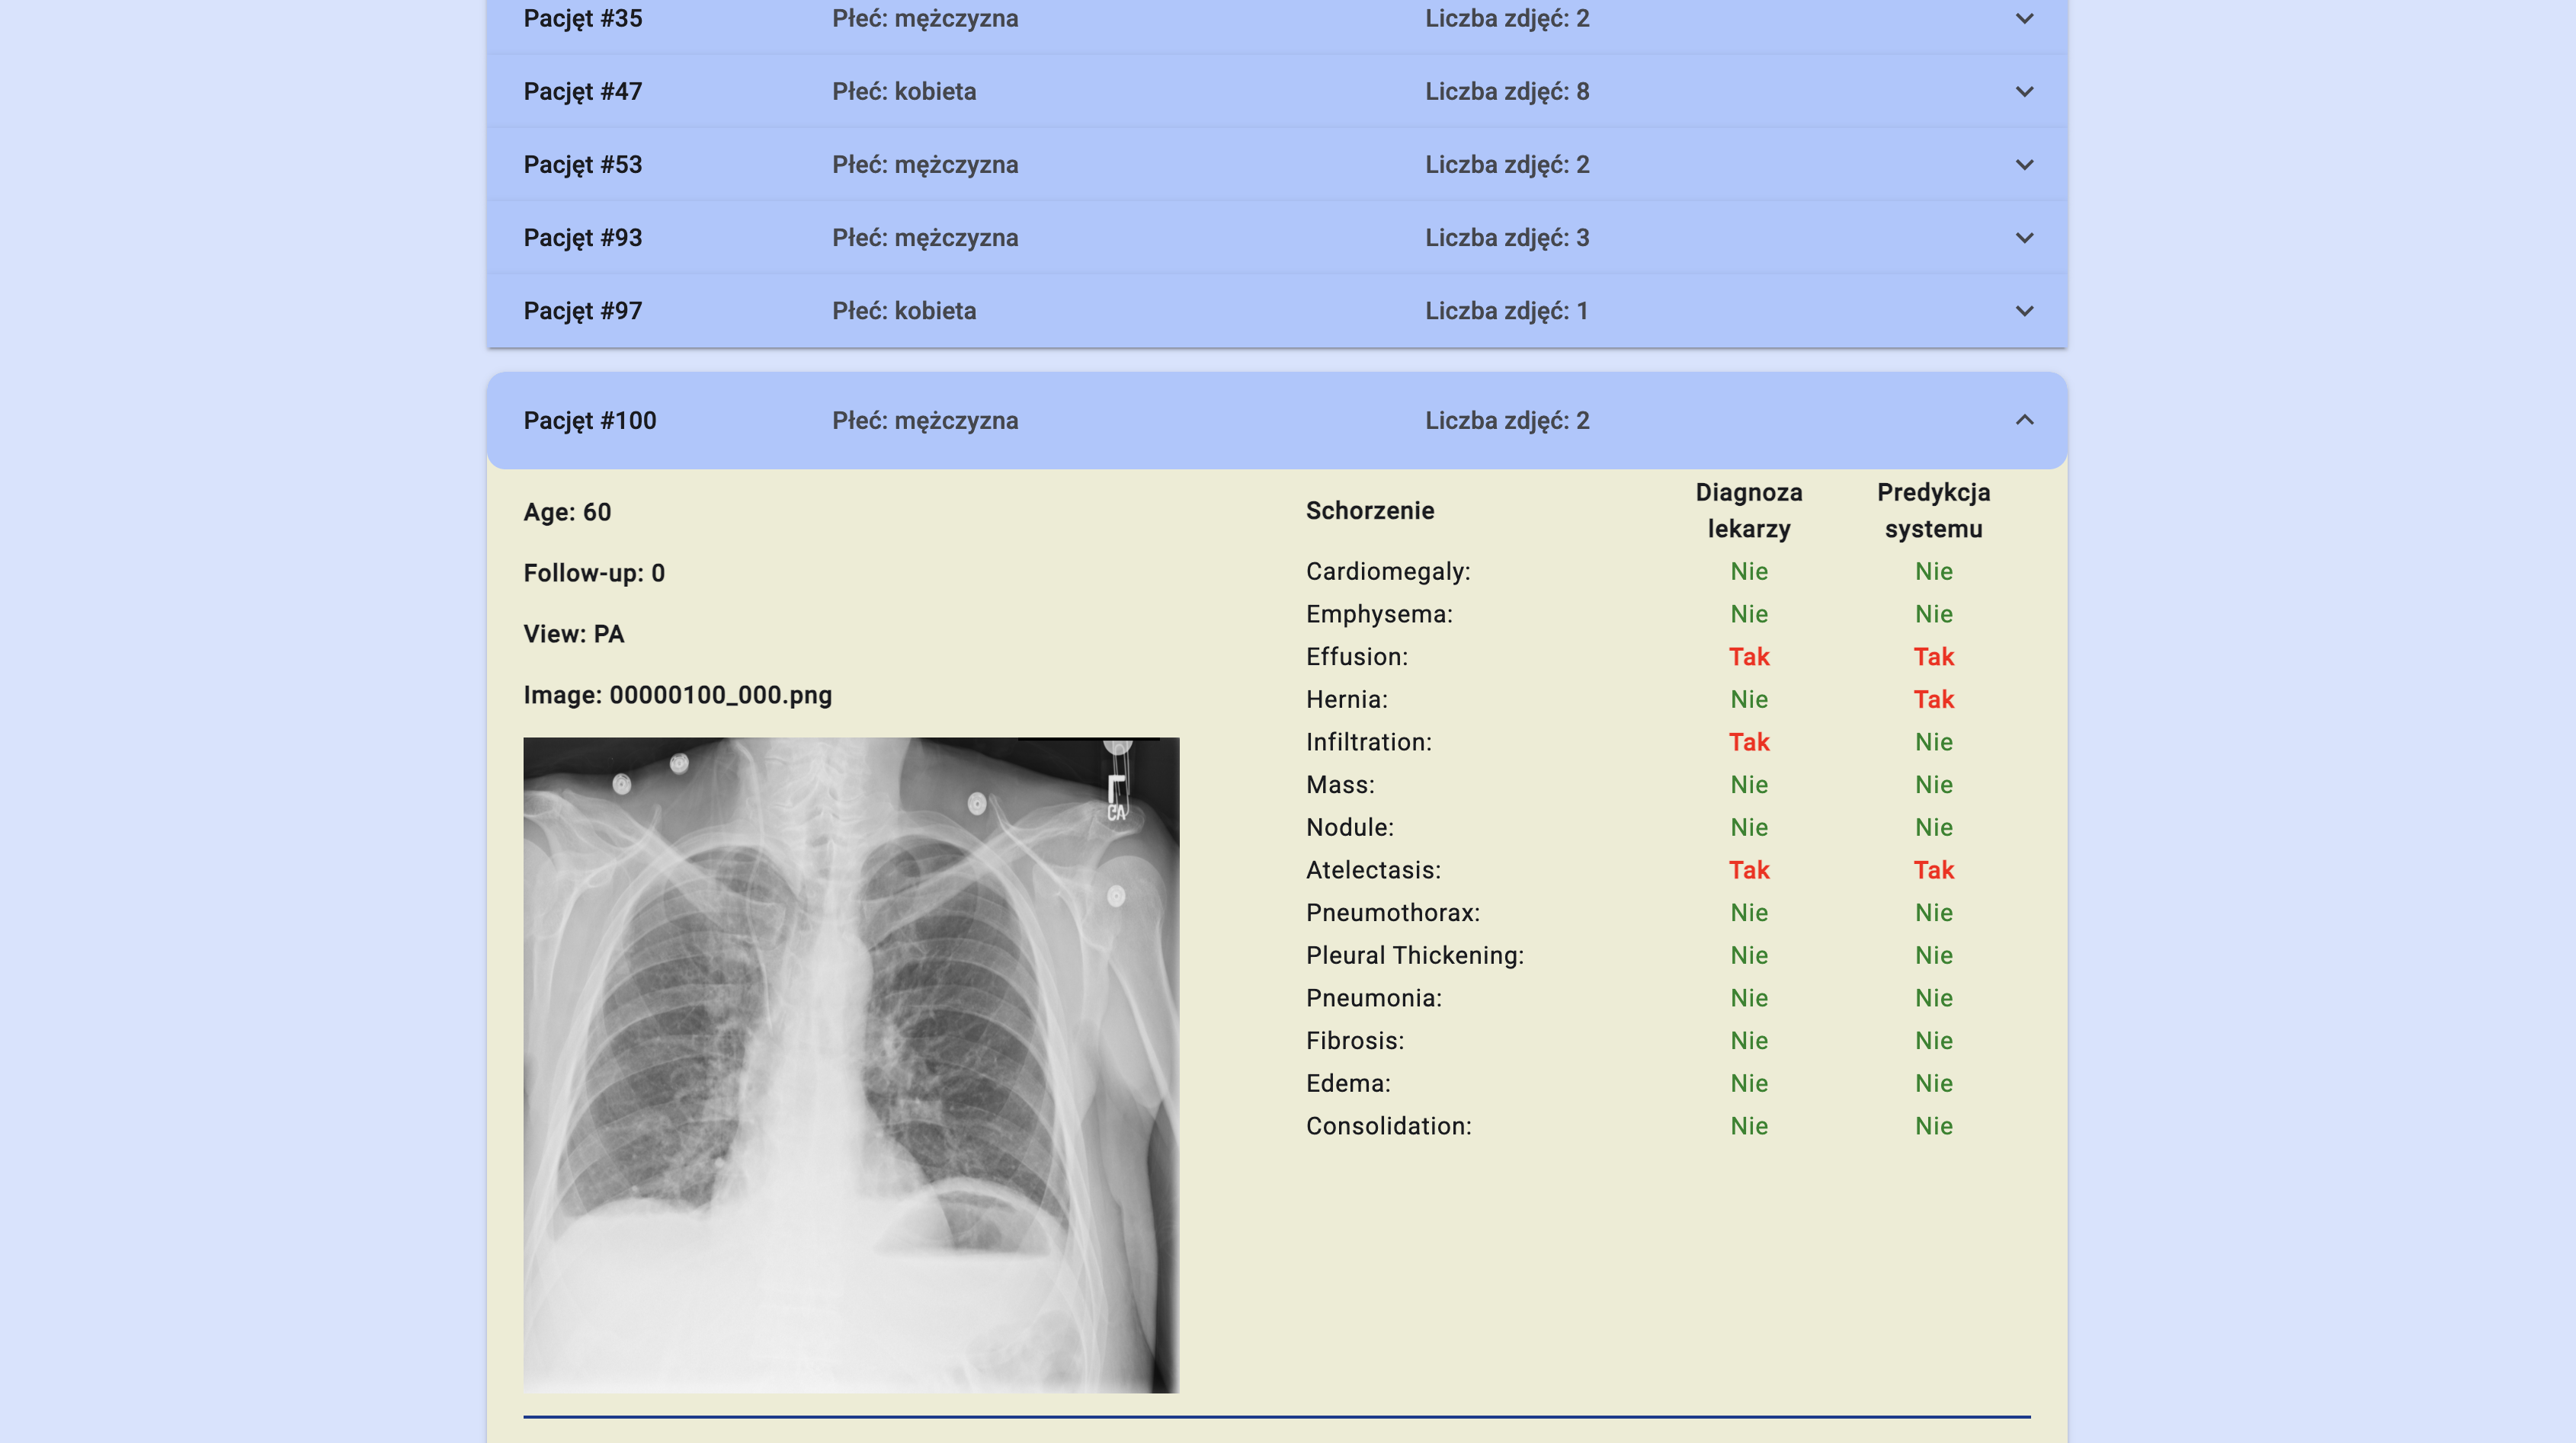 Pacjęt #35 Płeć: mężczyzna Liczba zdjęć: 2
Pacjęt #47 Płeć: kobieta Liczba zdjęć: 8
Pacjęt #53 Płeć: mężczyzna Liczba zdjęć: 2
Pacjęt #93 Płeć: mężczyzna Liczba zdjęć: 3
Pacjęt #97 Płeć: kobieta Liczba zdjęć: 1
Pacjęt #100 Płeć: mężczyzna Liczba zdjęć: 2
Age: 60
Follow-up: 0
View: PA
Image: 00000100_000.png
L
CA
Schorzenie Diagnoza lekarzy Predykcja systemu
Cardiomegaly: Nie Nie
Emphysema: Nie Nie
Effusion: Tak Tak
Hernia: Nie Tak
Infiltration: Tak Nie
Mass: Nie Nie
Nodule: Nie Nie
Atelectasis: Tak Tak
Pneumothorax: Nie Nie
Pleural Thickening: Nie Nie
Pneumonia: Nie Nie
Fibrosis: Nie Nie
Edema: Nie Nie
Consolidation: Nie Nie